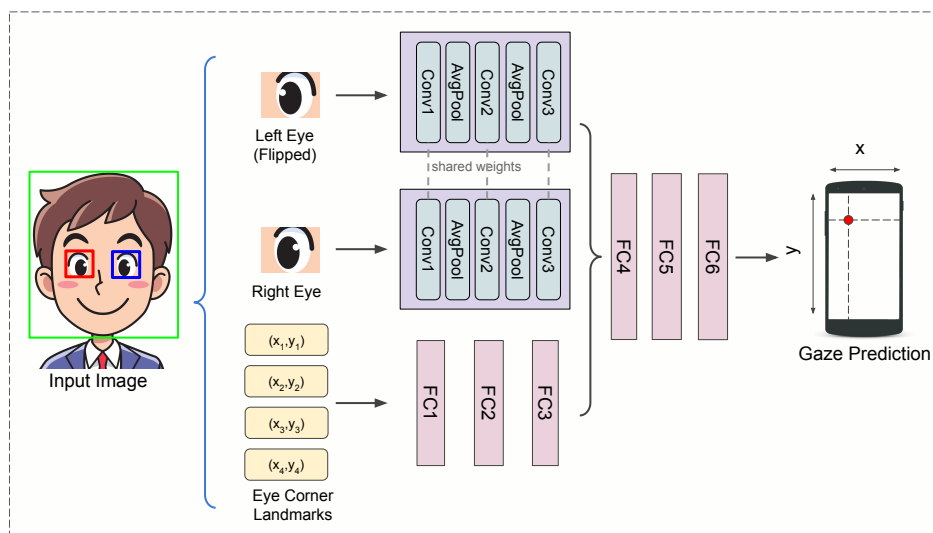 Left Eye
(Flipped)
Conv1
AvgPool
Conv2
AvgPool
Conv3
shared weights
Right Eye
Conv1
AvgPool
Conv2
AvgPool
Conv3
(x₁,y₁)
(x₂,y₂)
(x₃,y₃)
(x₄,y₄)
Eye Corner
Landmarks
FC1
FC2
FC3
FC4
FC5
FC6
x
y
Gaze Prediction
Input Image